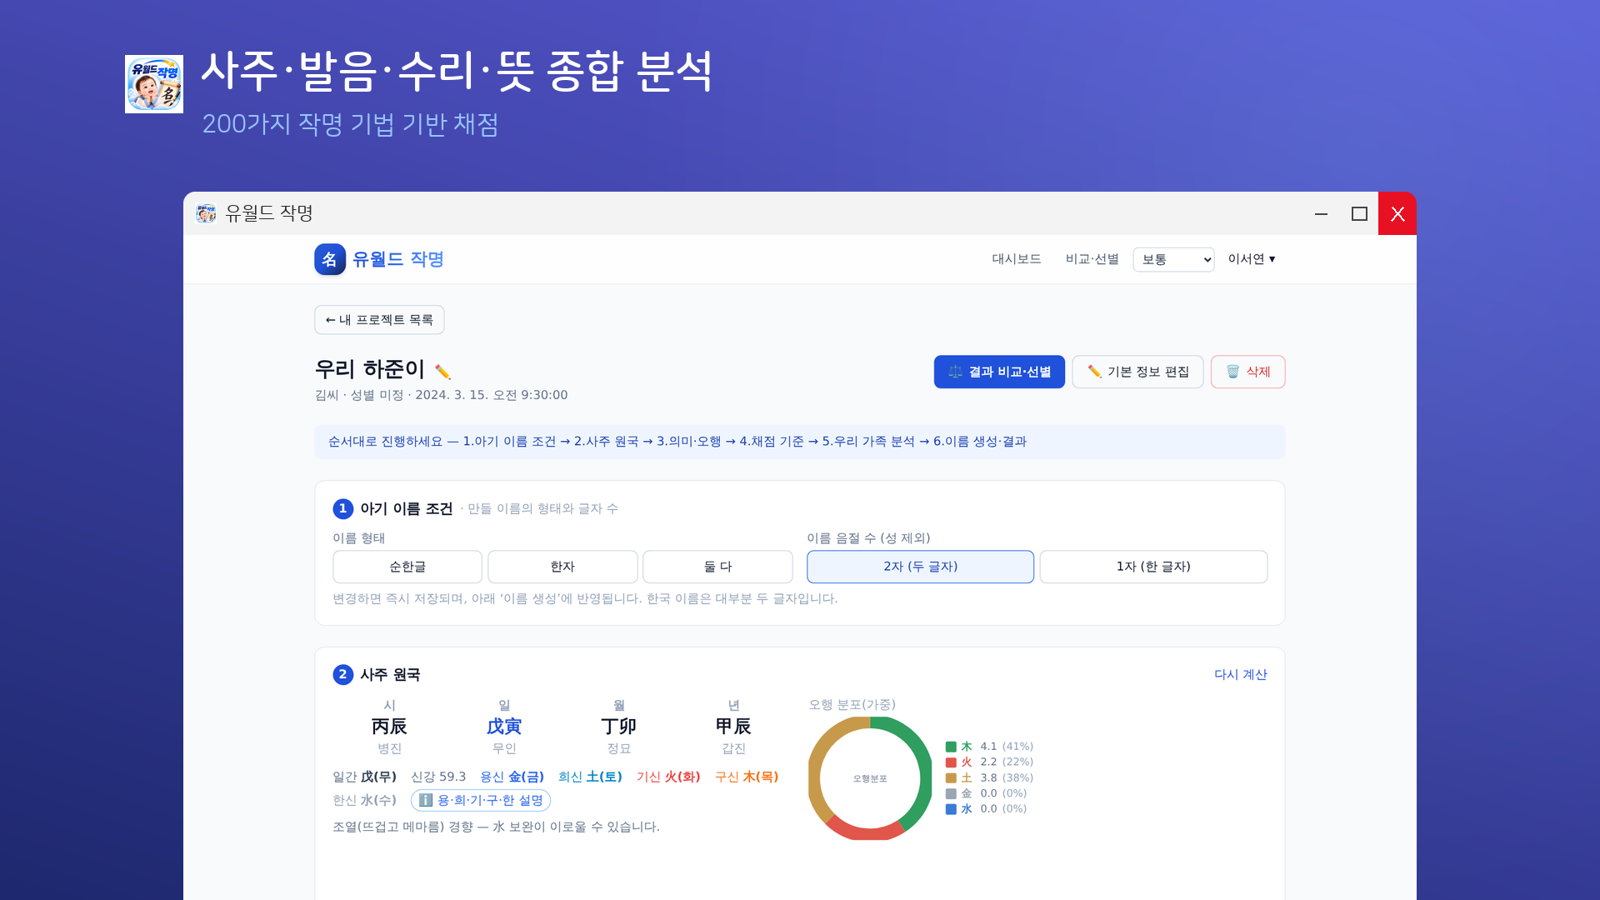 유월드작명
名
사주·발음·수리·뜻 종합 분석
200가지 작명 기법 기반 채점
유월드 작명
名 유월드 작명
대시보드 비교·선별 보통 이서연 ▾
← 내 프로젝트 목록
우리 하준이 ✏️
⚖️ 결과 비교·선별 ✏️ 기본 정보 편집 🗑️ 삭제
김씨 · 성별 미정 · 2024. 3. 15. 오전 9:30:00
순서대로 진행하세요 — 1.아기 이름 조건 → 2.사주 원국 → 3.의미·오행 → 4.채점 기준 → 5.우리 가족 분석 → 6.이름 생성·결과
1 아기 이름 조건 · 만들 이름의 형태와 글자 수
이름 형태 이름 음절 수 (성 제외)
순한글 한자 둘 다 2자 (두 글자) 1자 (한 글자)
변경하면 즉시 저장되며, 아래 ‘이름 생성’에 반영됩니다. 한국 이름은 대부분 두 글자입니다.
2 사주 원국 다시 계산
시 일 월 년
丙辰 戊寅 丁卯 甲辰
병진 무인 정묘 갑진
일간 戊(무) 신강 59.3 용신 金(금) 희신 土(토) 기신 火(화) 구신 木(목)
한신 水(수) ℹ️ 용·희·기·구·한 설명
조열(뜨겁고 메마름) 경향 — 水 보완이 이로울 수 있습니다.
오행 분포(가중)
오행분포
木 4.1 (41%)
火 2.2 (22%)
土 3.8 (38%)
金 0.0 (0%)
水 0.0 (0%)